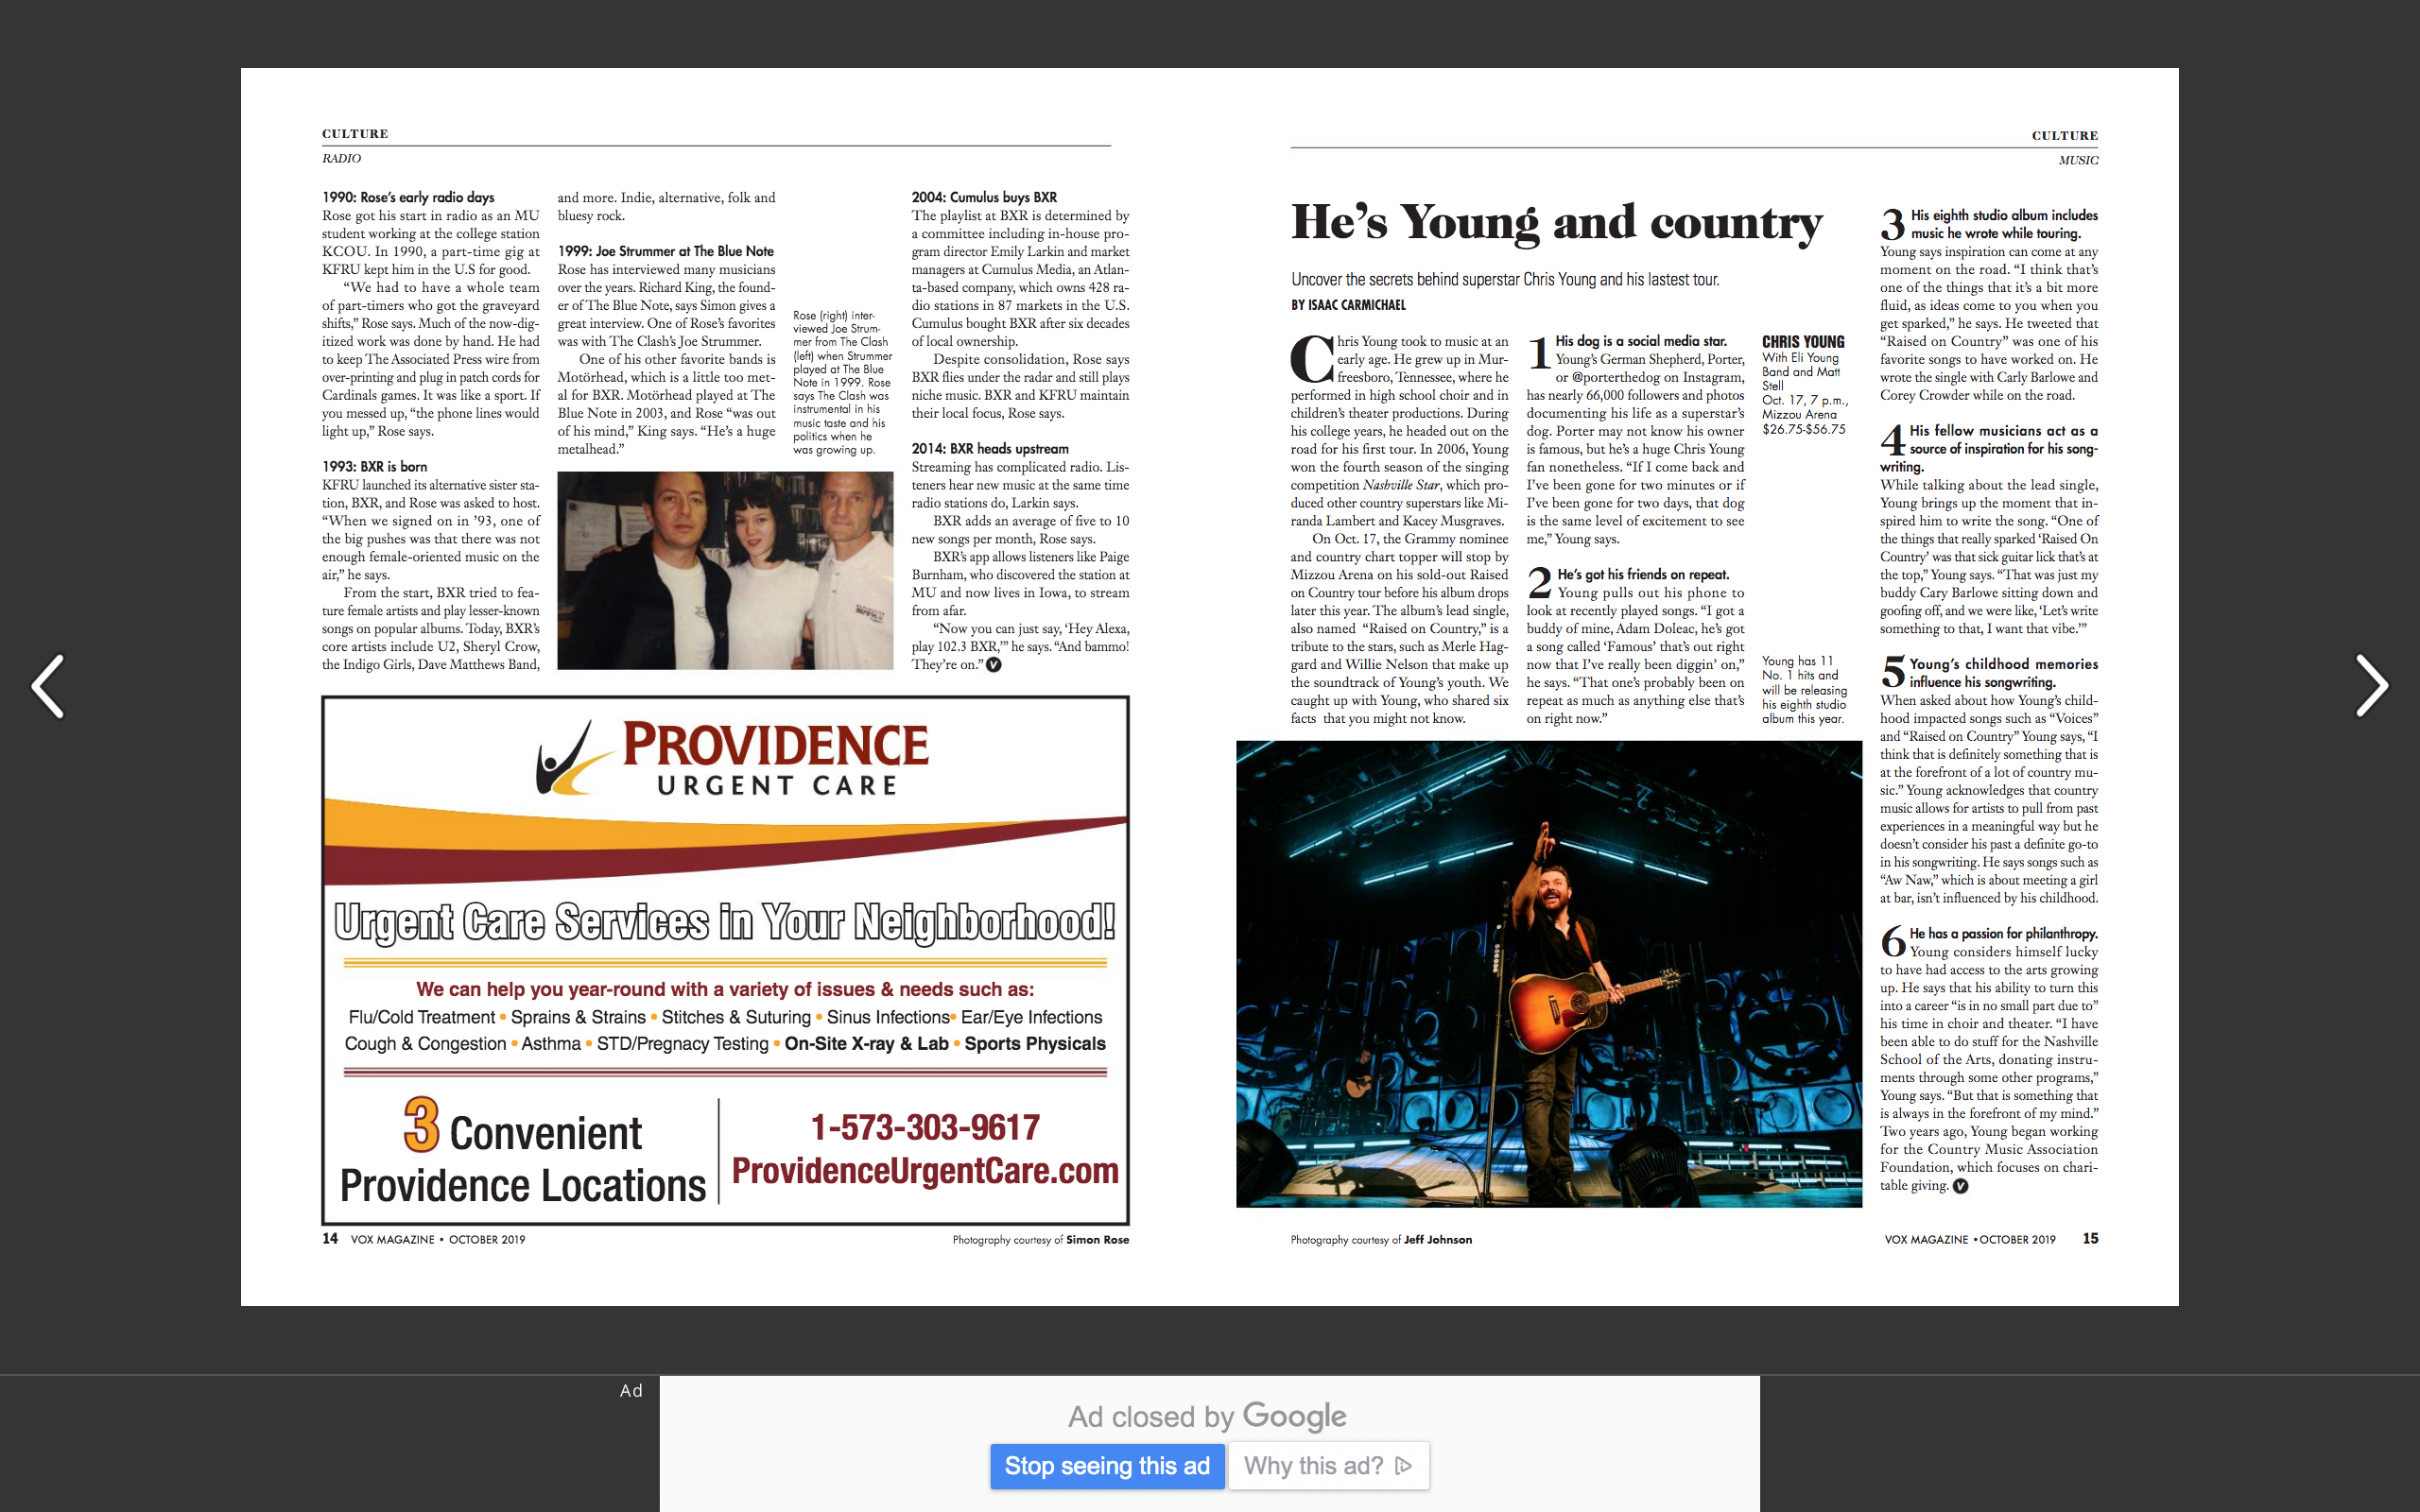 CULTURE
RADIO
1990: Rose's early radio days
Rose got his start in radio as an MU
student working at the college station
KCOU. In 1990, a part-time gig at
KFRU kept him in the U.S for good.
"We had to have a whole team
of part-timers who got the graveyard
shifts," Rose says. Much of the now-dig-
itized work was done by hand. He had
to keep The Associated Press wire from
over-printing and plug in patch cords for
Cardinals games. It was like a sport. If
you messed up, "the phone lines would
light up," Rose says.
1993: BXR is born
KFRU launched its alternative sister sta-
tion, BXR, and Rose was asked to host.
"When we signed on in '93, one of
the big pushes was that there was not
enough female-oriented music on the
air," he says.
From the start, BXR tried to fea-
ture female artists and play lesser-known
songs on popular albums. Today, BXR's
core artists include U2, Sheryl Crow,
the Indigo Girls, Dave Matthews Band,
and more. Indie, alternative, folk and
bluesy rock.
1999: Joe Strummer at The Blue Note
Rose has interviewed many musicians
over the years. Richard King, the found-
er of The Blue Note, says Simon gives a
great interview. One of Rose's favorites
was with The Clash's Joe Strummer.
One of his other favorite bands is
Motörhead, which is a little too met-
al for BXR. Motörhead played at The
Blue Note in 2003, and Rose "was out
of his mind," King says. "He's a huge
metalhead."
Rose (right) inter-
viewed Joe Strum-
mer from The Clash
(left) when Strummer
played at The Blue
Note in 1999. Rose
says The Clash was
instrumental in his
music taste and his
politics when he
was growing up.
2004: Cumulus buys BXR
The playlist at BXR is determined by
a committee including in-house pro-
gram director Emily Larkin and market
managers at Cumulus Media, an Atlan-
ta-based company, which owns 428 ra-
dio stations in 87 markets in the U.S.
Cumulus bought BXR after six decades
of local ownership.
Despite consolidation, Rose says
BXR flies under the radar and still plays
niche music. BXR and KFRU maintain
their local focus, Rose says.
2014: BXR heads upstream
Streaming has complicated radio. Lis-
teners hear new music at the same time
radio stations do, Larkin says.
BXR adds an average of five to 10
new songs per month, Rose says.
BXR's app allows listeners like Paige
Burnham, who discovered the station at
MU and now lives in Iowa, to stream
from afar.
"Now you can just say, 'Hey Alexa,
play 102.3 BXR,'" he says. "And bammo!
They're on." V
PROVIDENCE
URGENT CARE
Urgent Care Services in Your Neighborhood!
We can help you year-round with a variety of issues & needs such as:
Flu/Cold Treatment • Sprains & Strains • Stitches & Suturing • Sinus Infections• Ear/Eye Infections
Cough & Congestion • Asthma • STD/Pregnacy Testing • On-Site X-ray & Lab • Sports Physicals
3 Convenient
Providence Locations
1-573-303-9617
ProvidenceUrgentCare.com
14 VOX MAGAZINE • OCTOBER 2019
Photography courtesy of Simon Rose
CULTURE
MUSIC
He's Young and country
Uncover the secrets behind superstar Chris Young and his lastest tour.
BY ISAAC CARMICHAEL
Chris Young took to music at an
early age. He grew up in Mur-
freesboro, Tennessee, where he
performed in high school choir and in
children's theater productions. During
his college years, he headed out on the
road for his first tour. In 2006, Young
won the fourth season of the singing
competition Nashville Star, which pro-
duced other country superstars like Mi-
randa Lambert and Kacey Musgraves.
On Oct. 17, the Grammy nominee
and country chart topper will stop by
Mizzou Arena on his sold-out Raised
on Country tour before his album drops
later this year. The album's lead single,
also named "Raised on Country," is a
tribute to the stars, such as Merle Hag-
gard and Willie Nelson that make up
the soundtrack of Young's youth. We
caught up with Young, who shared six
facts that you might not know.
1 His dog is a social media star.
Young's German Shepherd, Porter,
or @porterthedog on Instagram,
has nearly 66,000 followers and photos
documenting his life as a superstar's
dog. Porter may not know his owner
is famous, but he's a huge Chris Young
fan nonetheless. "If I come back and
I've been gone for two minutes or if
I've been gone for two days, that dog
is the same level of excitement to see
me," Young says.
2 He's got his friends on repeat.
Young pulls out his phone to
look at recently played songs. "I got a
buddy of mine, Adam Doleac, he's got
a song called 'Famous' that's out right
now that I've really been diggin' on,"
he says. "That one's probably been on
repeat as much as anything else that's
on right now."
CHRIS YOUNG
With Eli Young
Band and Matt
Stell
Oct. 17, 7 p.m.,
Mizzou Arena
$26.75-$56.75
Young has 11
No. 1 hits and
will be releasing
his eighth studio
album this year.
3 His eighth studio album includes
music he wrote while touring.
Young says inspiration can come at any
moment on the road. "I think that's
one of the things that it's a bit more
fluid, as ideas come to you when you
get sparked," he says. He tweeted that
"Raised on Country" was one of his
favorite songs to have worked on. He
wrote the single with Carly Barlowe and
Corey Crowder while on the road.
4 His fellow musicians act as a
source of inspiration for his song-
writing.
While talking about the lead single,
Young brings up the moment that in-
spired him to write the song. "One of
the things that really sparked 'Raised On
Country' was that sick guitar lick that's at
the top," Young says. "That was just my
buddy Cary Barlowe sitting down and
goofing off, and we were like, 'Let's write
something to that, I want that vibe.'"
5 Young's childhood memories
influence his songwriting.
When asked about how Young's child-
hood impacted songs such as "Voices"
and "Raised on Country" Young says, "I
think that is definitely something that is
at the forefront of a lot of country mu-
sic." Young acknowledges that country
music allows for artists to pull from past
experiences in a meaningful way but he
doesn't consider his past a definite go-to
in his songwriting. He says songs such as
"Aw Naw," which is about meeting a girl
at bar, isn't influenced by his childhood.
6 He has a passion for philanthropy.
Young considers himself lucky
to have had access to the arts growing
up. He says that his ability to turn this
into a career "is in no small part due to"
his time in choir and theater. "I have
been able to do stuff for the Nashville
School of the Arts, donating instru-
ments through some other programs,"
Young says. "But that is something that
is always in the forefront of my mind."
Two years ago, Young began working
for the Country Music Association
Foundation, which focuses on chari-
table giving. V
Photography courtesy of Jeff Johnson
VOX MAGAZINE • OCTOBER 2019 15
Ad
Ad closed by Google
Stop seeing this ad
Why this ad?